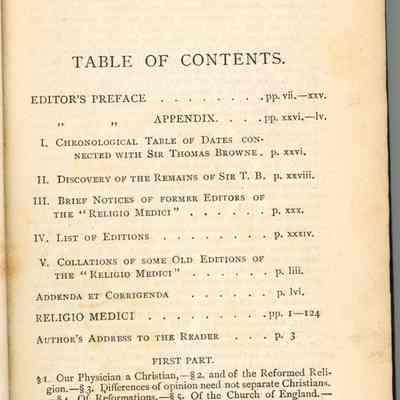 TABLE OF CONTENTS.
EDITOR'S PREFACE . . . . . . . . pp. vii.—xxv.
„ „ APPENDIX. . . . pp. xxvi.—lv.
I. Chronological Table of Dates con-
nected with Sir Thomas Browne. p. xxvi.
II. Discovery of the Remains of Sir T. B. p. xxviii.
III. Brief Notices of former Editors of
the "Religio Medici" . . . . . . p. xxx.
IV. List of Editions . . . . . . . p. xxxiv.
V. Collations of some Old Editions of
the "Religio Medici" . . . . . . p. liii.
Addenda et Corrigenda . . . . . . p. lvi.
RELIGIO MEDICI . . . . . . . . pp. 1—124
Author's Address to the Reader . . . p. 3
FIRST PART.
§ 1. Our Physician a Christian,—§ 2. and of the Reformed Reli-
gion.—§ 3. Differences of opinion need not separate Christians.
—§ 4. Of Reformations.—§ 5. Of the Church of England.—